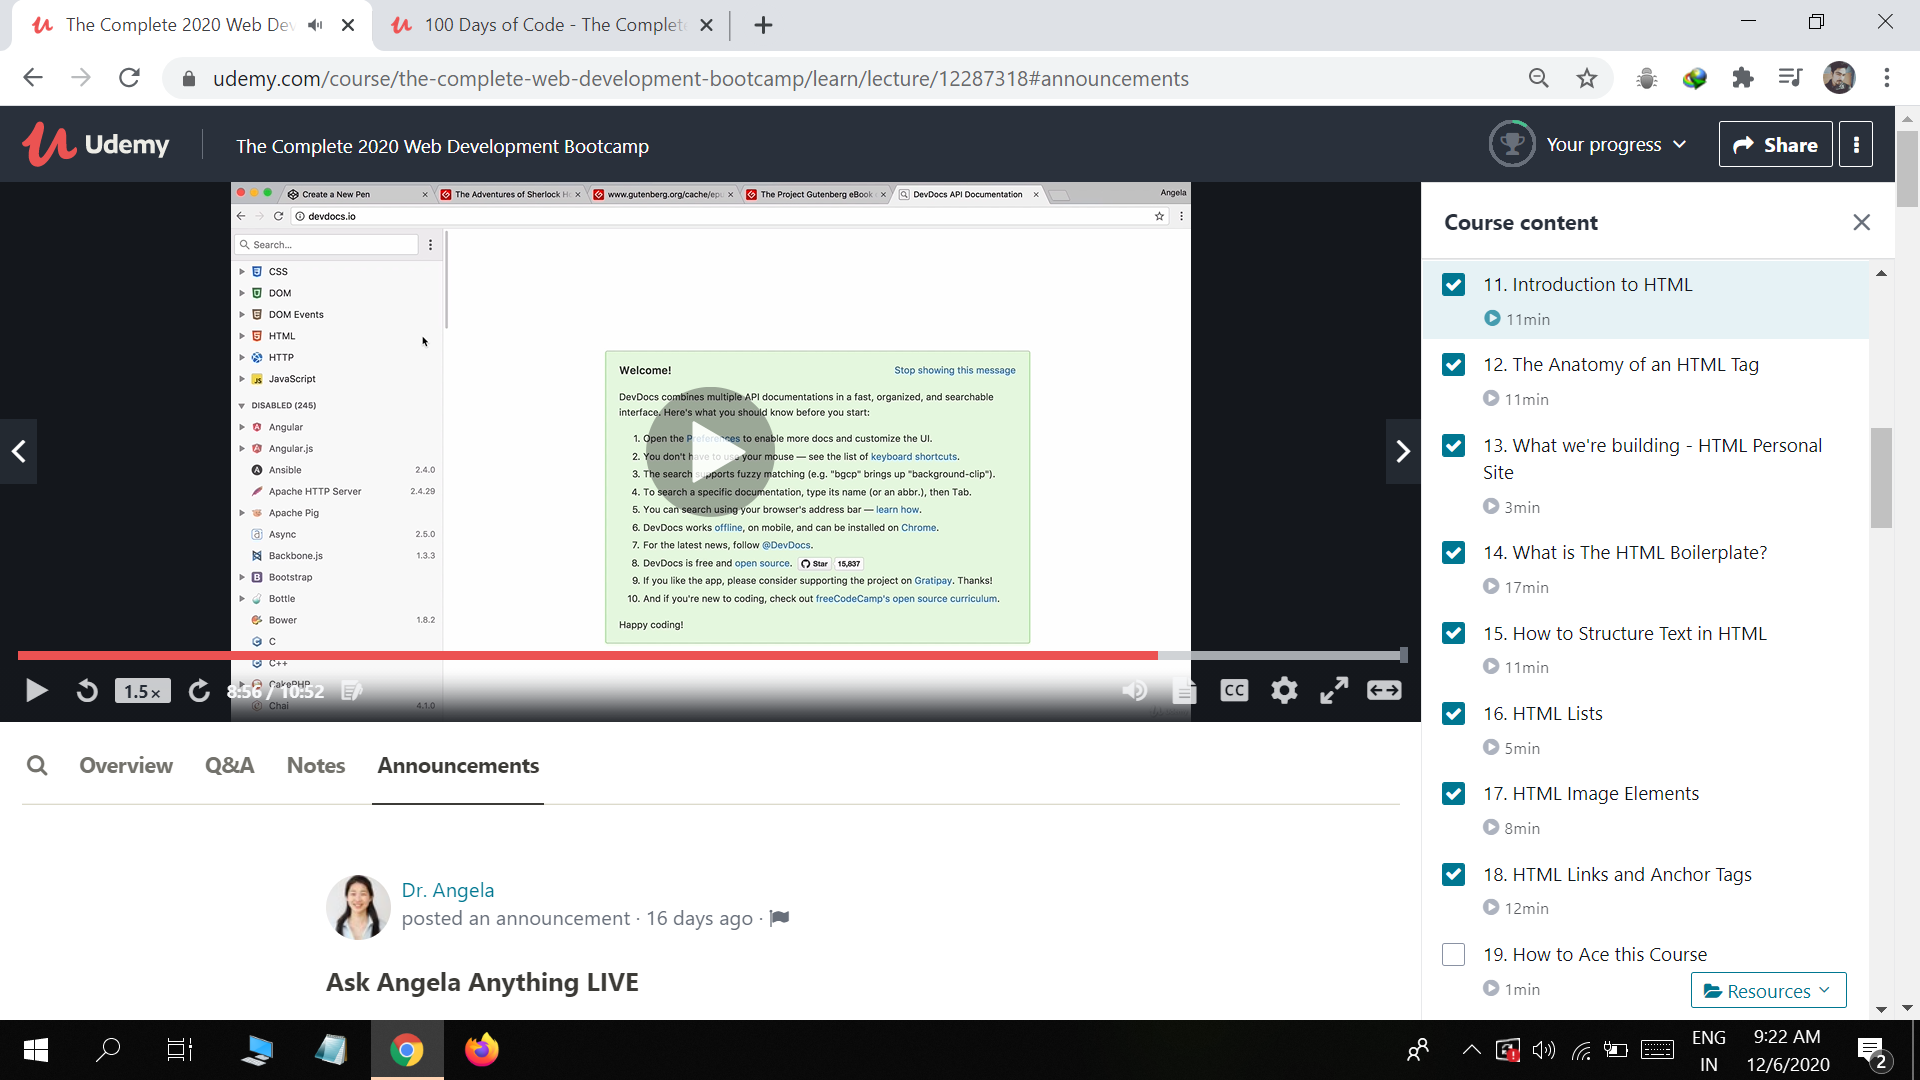 The Complete 2020 Web Dev
100 Days of Code - The Complete
udemy.com/course/the-complete-web-development-bootcamp/learn/lecture/12287318#announcements
Udemy
The Complete 2020 Web Development Bootcamp
Your progress
Share
Create a New Pen
The Adventures of Sherlock H
www.gutenberg.org/cache/epu
The Project Gutenberg eBook
DevDocs API Documentation
Angela
devdocs.io
Search...
CSS
DOM
DOM Events
HTML
HTTP
JavaScript
DISABLED (245)
Angular
Angular.js
Ansible 2.4.0
Apache HTTP Server 2.4.29
Apache Pig
Async 2.5.0
Backbone.js 1.3.3
Bootstrap
Bottle
Bower 1.8.2
C
C++
CakePHP
Chai 4.1.0
Welcome!
Stop showing this message
DevDocs combines multiple API documentations in a fast, organized, and searchable
interface. Here's what you should know before you start:
1. Open the Preferences to enable more docs and customize the UI.
2. You don't have to use your mouse — see the list of keyboard shortcuts.
3. The search supports fuzzy matching (e.g. "bgcp" brings up "background-clip").
4. To search a specific documentation, type its name (or an abbr.), then Tab.
5. You can search using your browser's address bar — learn how.
6. DevDocs works offline, on mobile, and can be installed on Chrome.
7. For the latest news, follow @DevDocs.
8. DevDocs is free and open source. Star 15,837
9. If you like the app, please consider supporting the project on Gratipay. Thanks!
10. And if you're new to coding, check out freeCodeCamp's open source curriculum.
Happy coding!
1.5×
8:56 / 10:52
CC
Course content
11. Introduction to HTML
11min
12. The Anatomy of an HTML Tag
11min
13. What we're building - HTML Personal
Site
3min
14. What is The HTML Boilerplate?
17min
15. How to Structure Text in HTML
11min
16. HTML Lists
5min
17. HTML Image Elements
8min
18. HTML Links and Anchor Tags
12min
19. How to Ace this Course
1min
Resources
Overview
Q&A
Notes
Announcements
Dr. Angela
posted an announcement · 16 days ago ·
Ask Angela Anything LIVE
ENG
IN
9:22 AM
12/6/2020
2